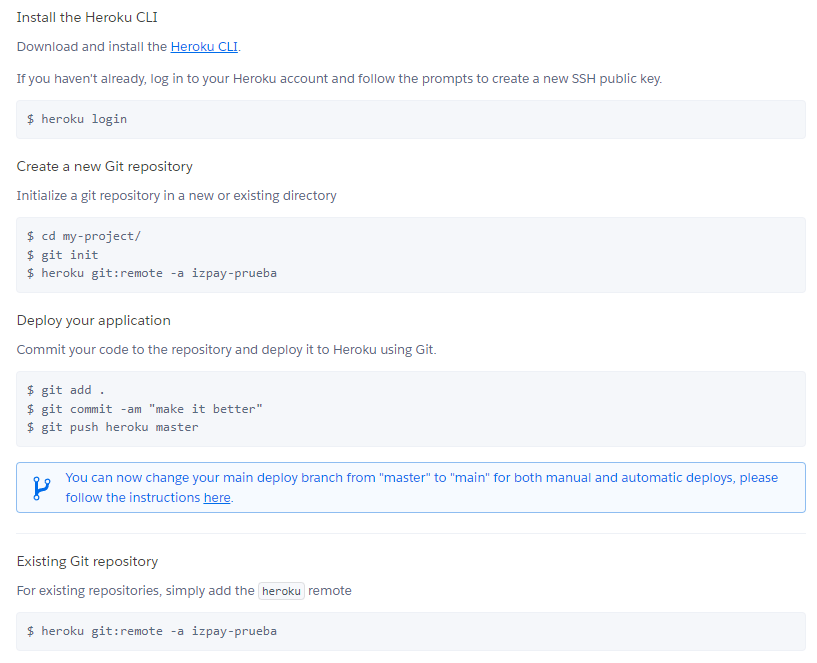 Install the Heroku CLI
Download and install the Heroku CLI.
If you haven't already, log in to your Heroku account and follow the prompts to create a new SSH public key.
$ heroku login
Create a new Git repository
Initialize a git repository in a new or existing directory
$ cd my-project/
$ git init
$ heroku git:remote -a izpay-prueba
Deploy your application
Commit your code to the repository and deploy it to Heroku using Git.
$ git add .
$ git commit -am "make it better"
$ git push heroku master
You can now change your main deploy branch from "master" to "main" for both manual and automatic deploys, please
follow the instructions here.
Existing Git repository
For existing repositories, simply add the heroku remote
$ heroku git:remote -a izpay-prueba